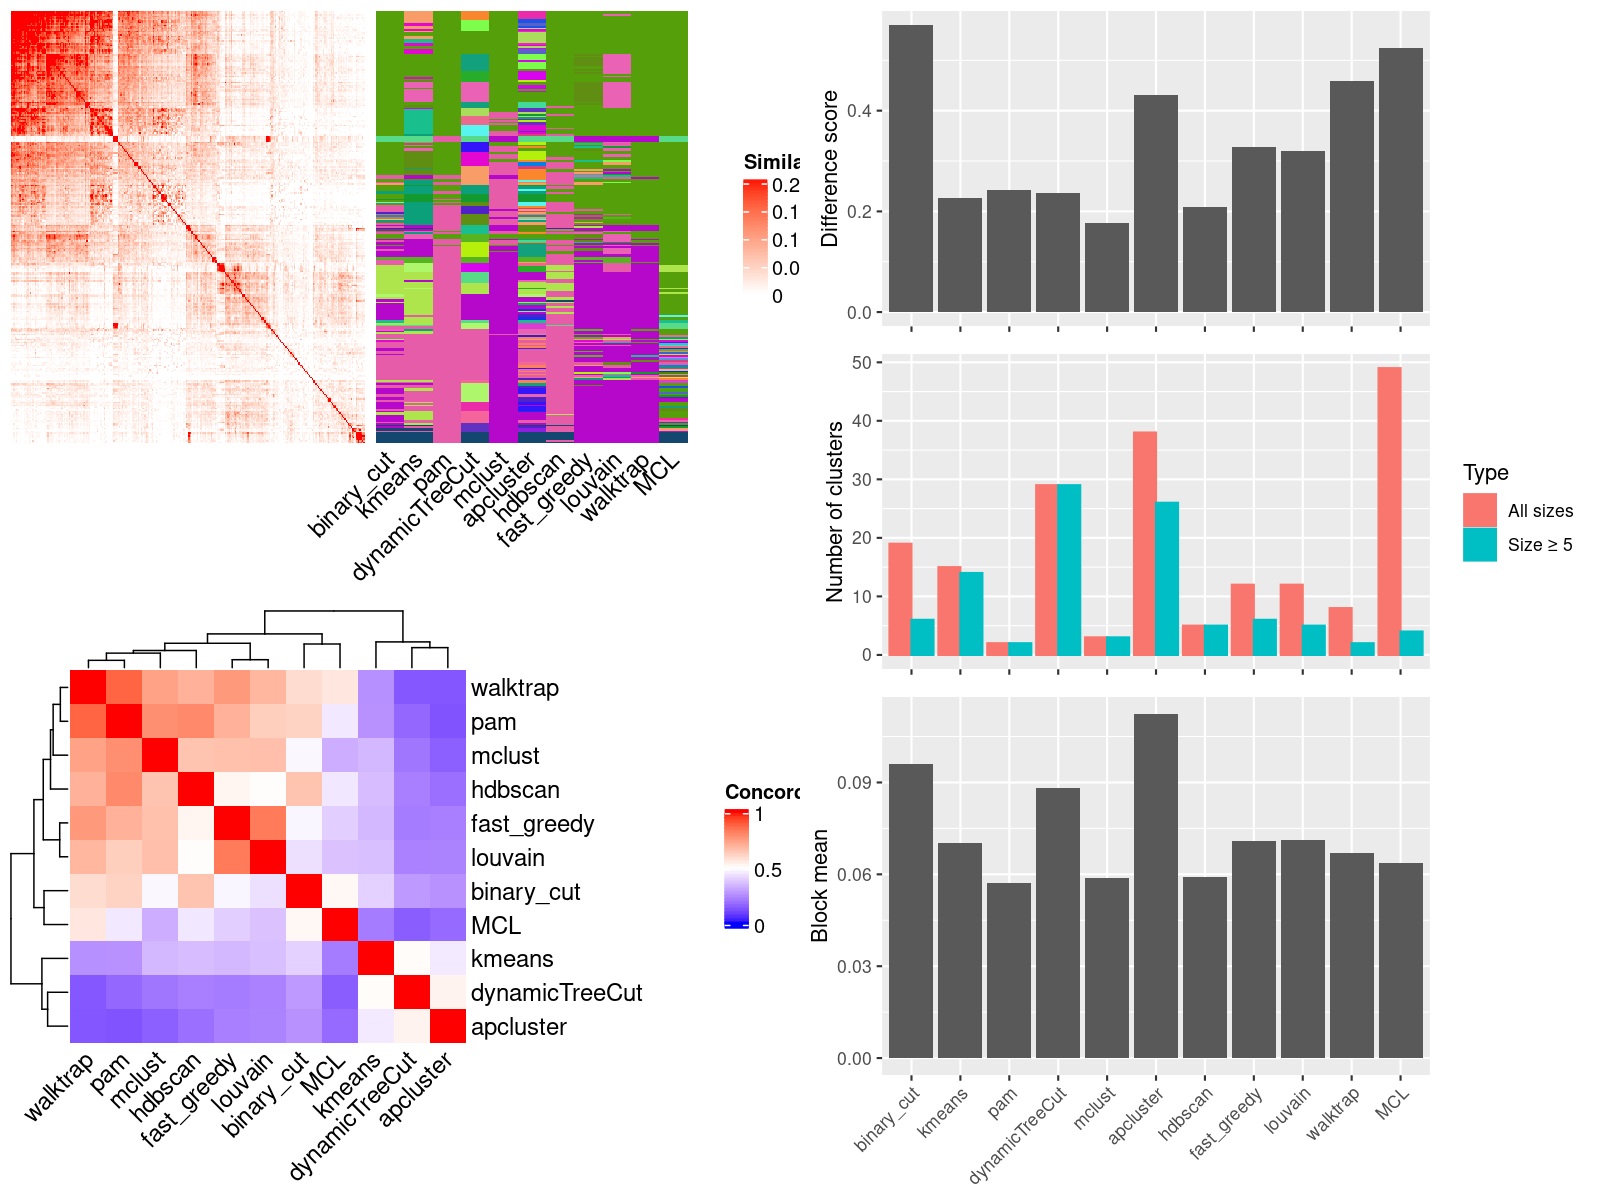 Simila
0.2
0.1
0.1
0.0
0
binary_cut
kmeans
pam
dynamicTreeCut
mclust
apcluster
hdbscan
fast_greedy
louvain
walktrap
MCL
walktrap
pam
mclust
hdbscan
fast_greedy
louvain
binary_cut
MCL
kmeans
dynamicTreeCut
apcluster
walktrap
pam
mclust
hdbscan
fast_greedy
louvain
binary_cut
MCL
kmeans
dynamicTreeCut
apcluster
Concord
1
0.5
0
Difference score
0.4
0.2
0.0
Number of clusters
50
40
30
20
10
0
Type
All sizes
Size ≥ 5
Block mean
0.09
0.06
0.03
0.00
binary_cut
kmeans
pam
dynamicTreeCut
mclust
apcluster
hdbscan
fast_greedy
louvain
walktrap
MCL